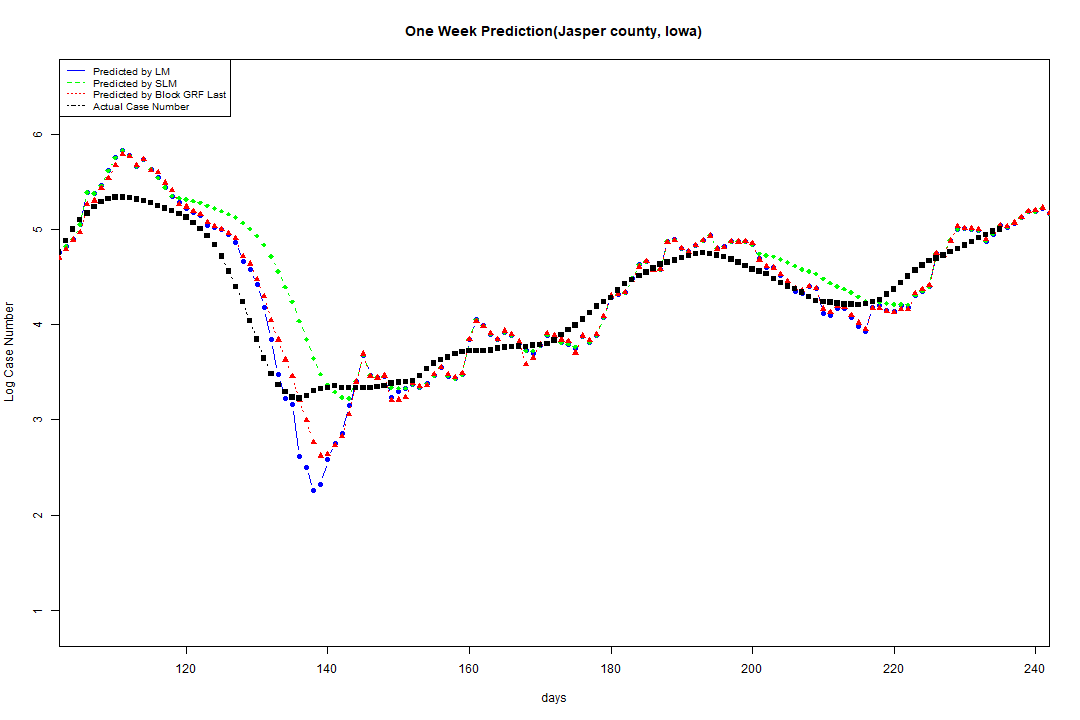 One Week Prediction(Jasper county, Iowa)
Predicted by LM
Predicted by SLM
Predicted by Block GRF Last
Actual Case Number
Log Case Number
6
5
4
3
2
1
120 140 160 180 200 220 240
days